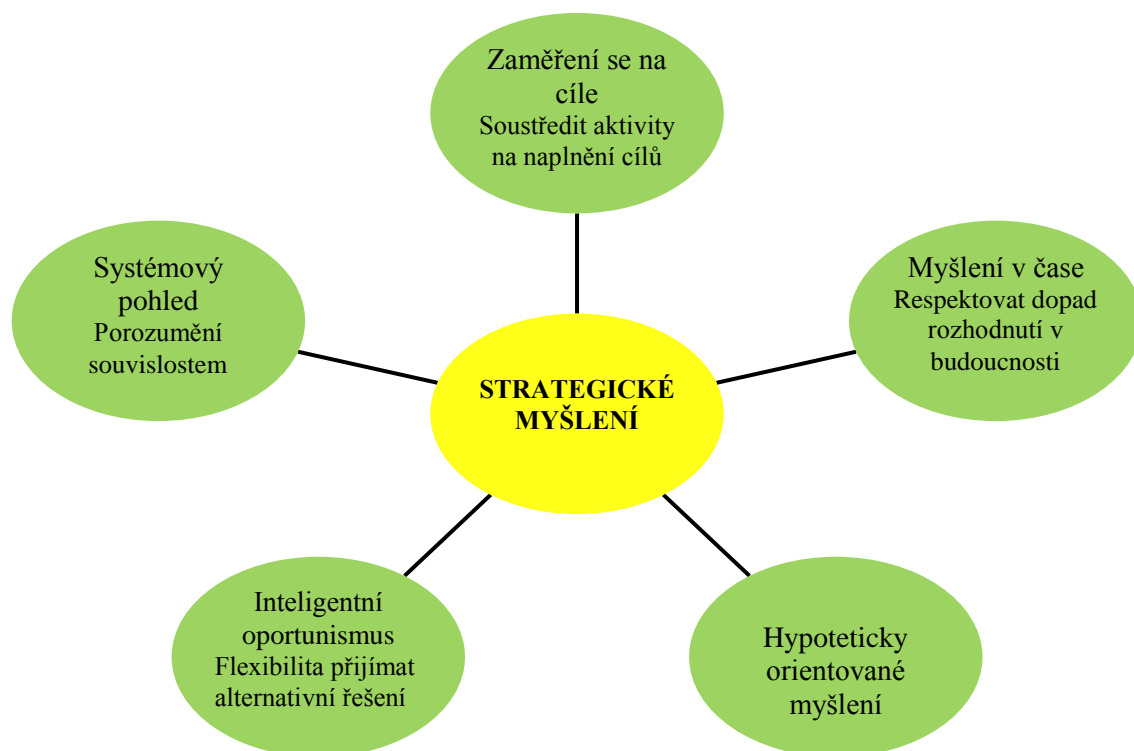 Zaměření se na
cíle
Soustředit aktivity
na naplnění cílů
Systémový
pohled
Porozumění
souvislostem
Myšlení v čase
Respektovat dopad
rozhodnutí v
budoucnosti
STRATEGICKÉ
MYŠLENÍ
Inteligentní
oportunismus
Flexibilita přijímat
alternativní řešení
Hypoteticky
orientované
myšlení